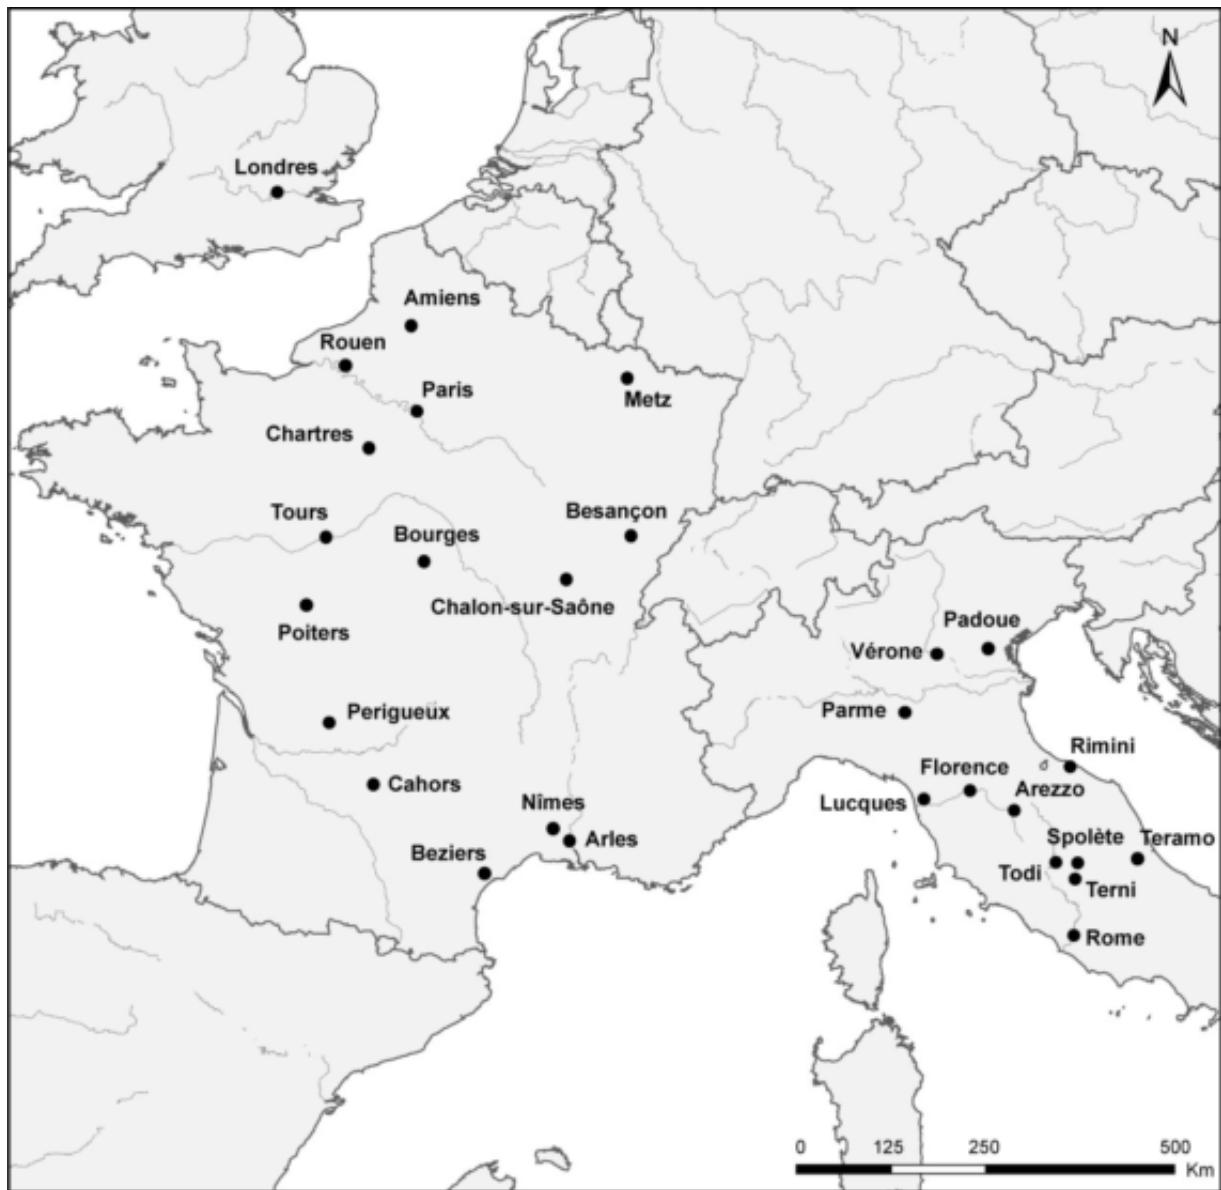 N
Londres
Amiens
Rouen
Paris
Metz
Chartres
Tours
Bourges
Besançon
Chalon-sur-Saône
Poiters
Padoue
Vérone
Perigueüx
Parme
Rimini
Florence
Cahors
Arezzo
Lucques
Nîmes
Arles
Spolète
Teramo
Beziers
Todi
Terni
Rome
0 125 250 500
Km